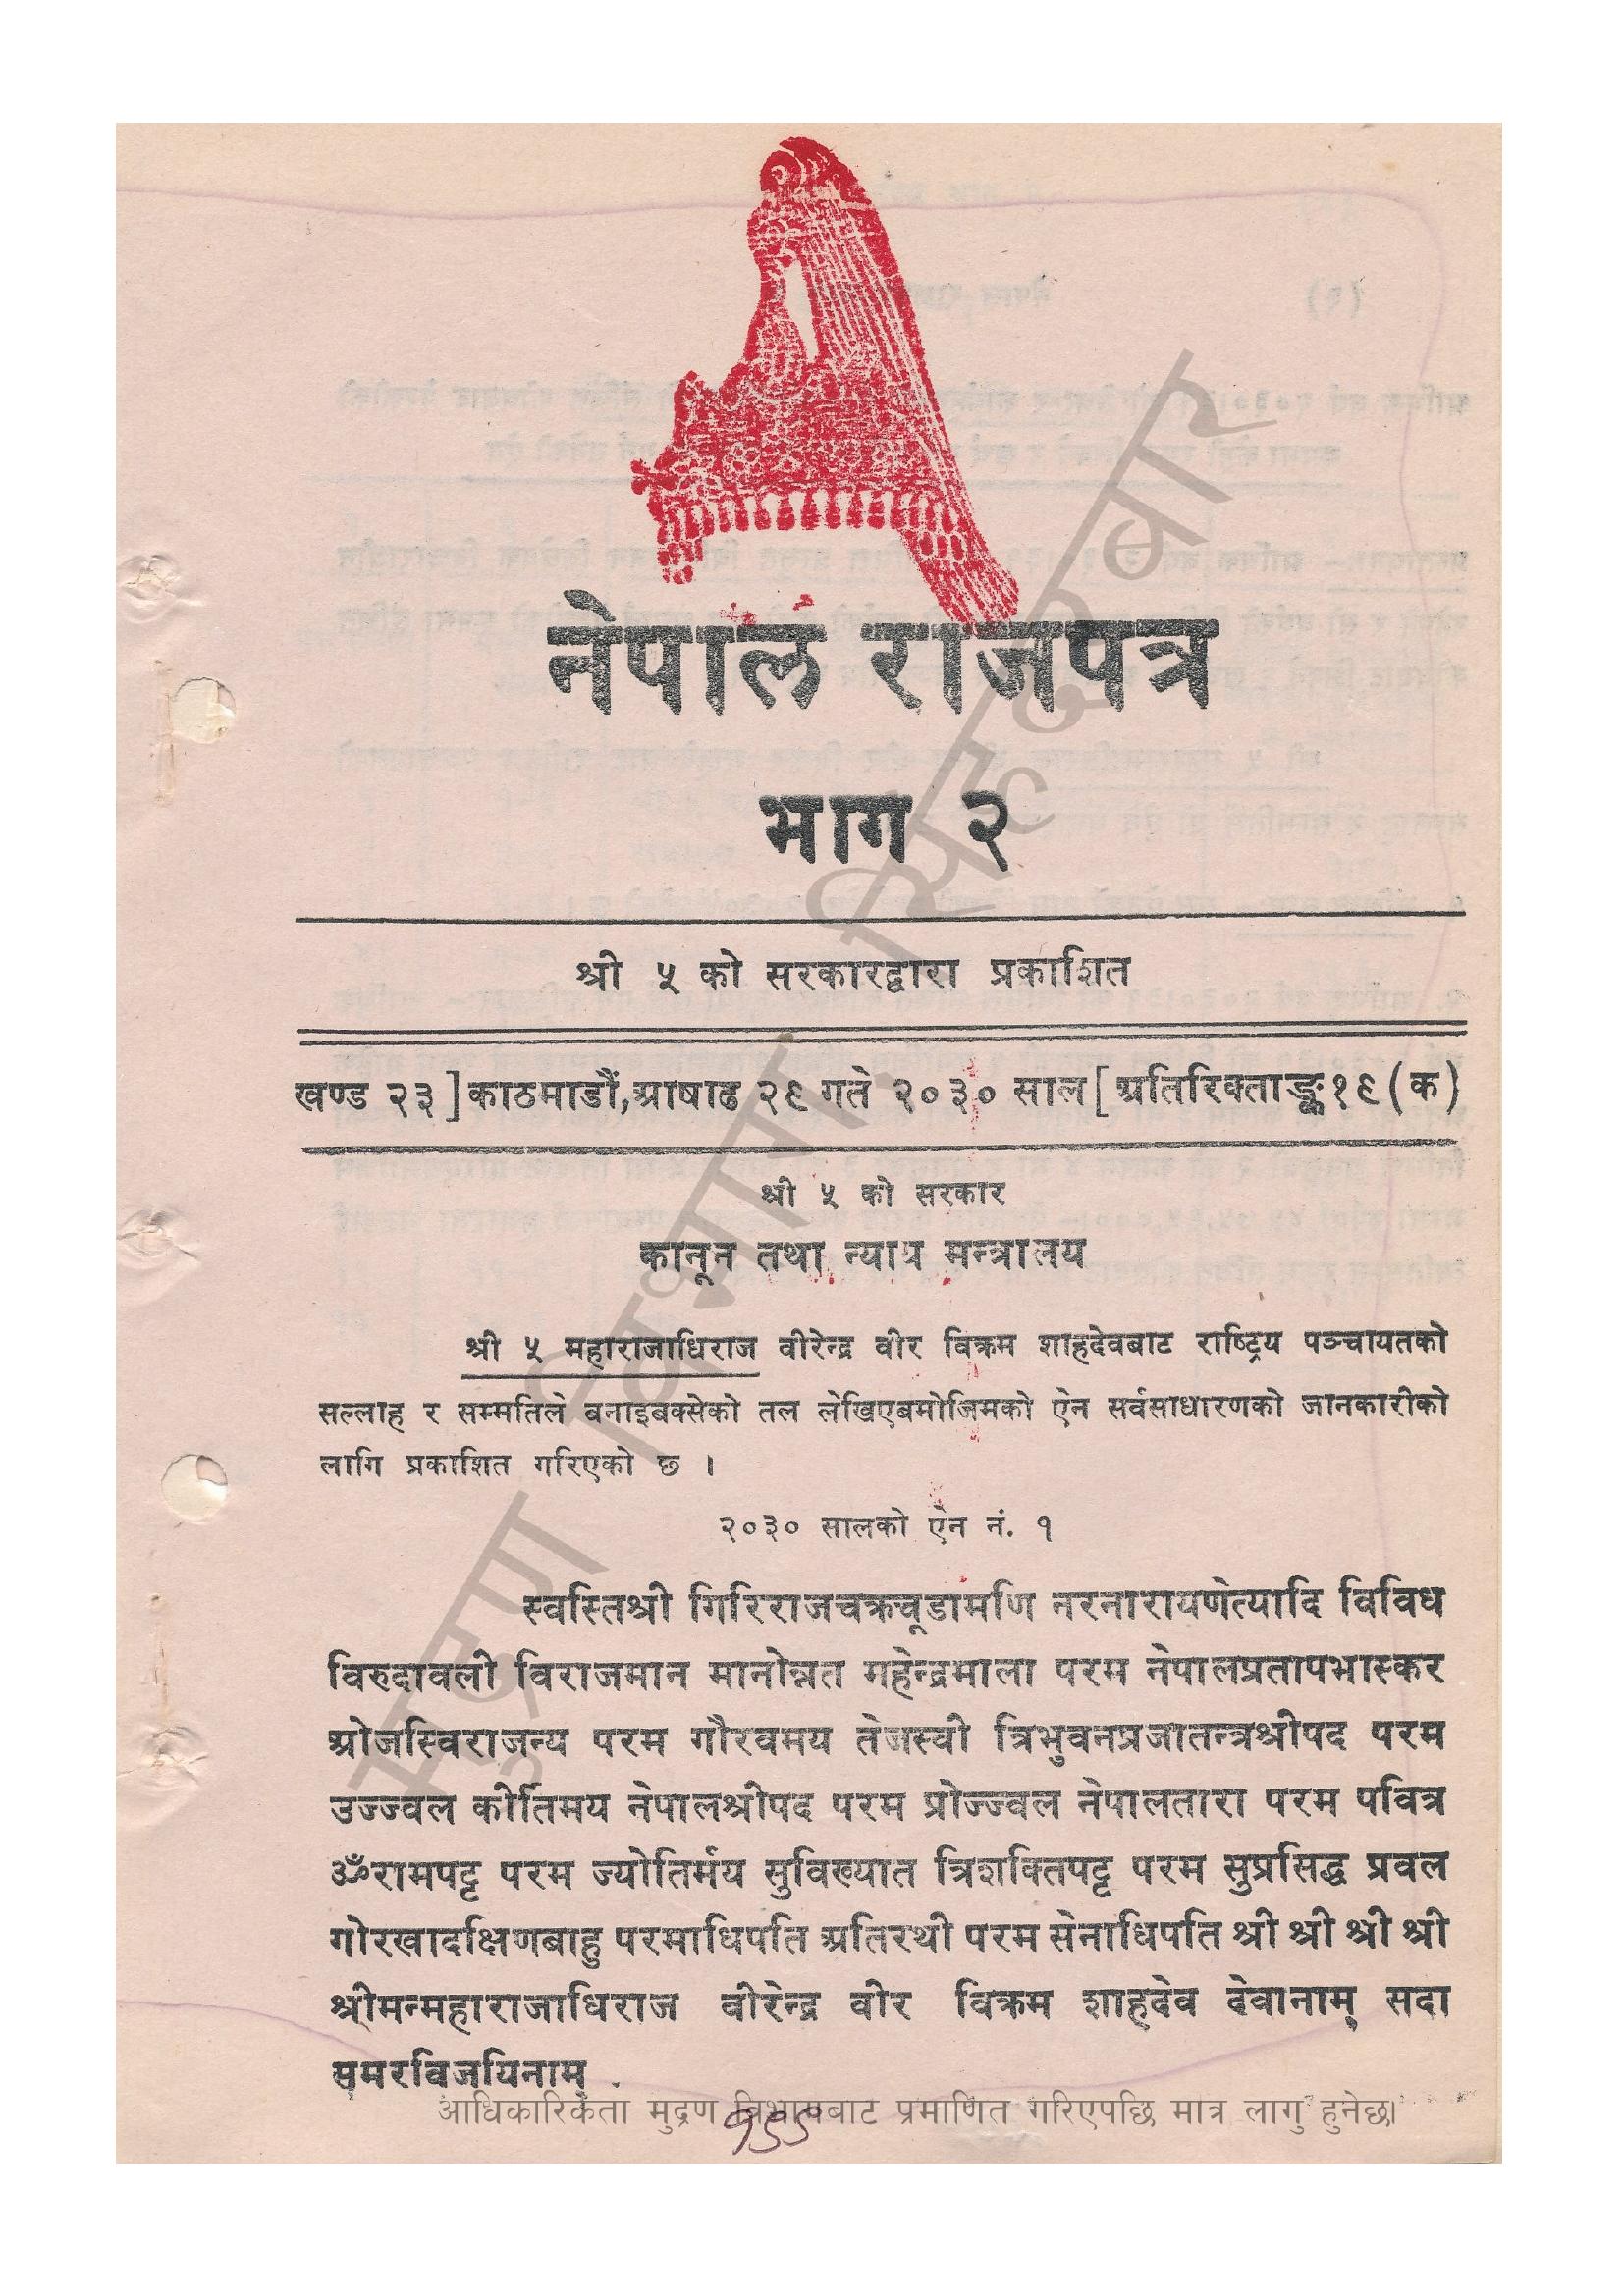 नेपाल राजपत्र
भाग २
श्री ५ को सरकारद्वारा प्रकाशित
खण्ड २३] काठमाडौं, आषाढ २९ गते २०३० साल [ अतिरिक्ताङ्क १९ (क)
श्री ५ को सरकार
कानून तथा न्याय मन्त्रालय
श्री ५ महाराजाधिराज वीरेन्द्र वीर विक्रम शाहदेवबाट राष्ट्रिय पञ्चायतको
सल्लाह र सम्मतिले बनाइबक्सेको तल लेखिएबमोजिमको ऐन सर्वसाधारणको जानकारीको
लागि प्रकाशित गरिएको छ ।
२०३० सालको ऐन नं. १
स्वस्तिश्री गिरिराजचक्रचूडामणि नरनारायणेत्यादि विविध
विरुदावली विराजमान मानोन्नत महेन्द्रमाला परम नेपालप्रतापभास्कर
ओजस्विराजन्य परम गौरवमय तेजस्वी त्रिभुवनप्रजातन्त्रश्रीपद परम
उज्ज्वल कीर्तिमय नेपालश्रीपद परम प्रोज्ज्वल नेपालतारा परम पवित्र
ॐरामपट्ट परम ज्योतिर्मय सुविख्यात त्रिशक्तिपट्ट परम सुप्रसिद्ध प्रवल
गोरखादक्षिणबाहु परमाधिपति अतिरथी परम सेनाधिपति श्री श्री श्री श्री
श्रीमन्महाराजाधिराज वीरेन्द्र वीर विक्रम शाहदेव देवानाम् सदा
समरविजयिनाम् .
आधिकारिकता मुद्रण विभागबाट प्रमाणित गरिएपछि मात्र लागु हुनेछ।
मुद्रण विभाग, सिंहदरबार